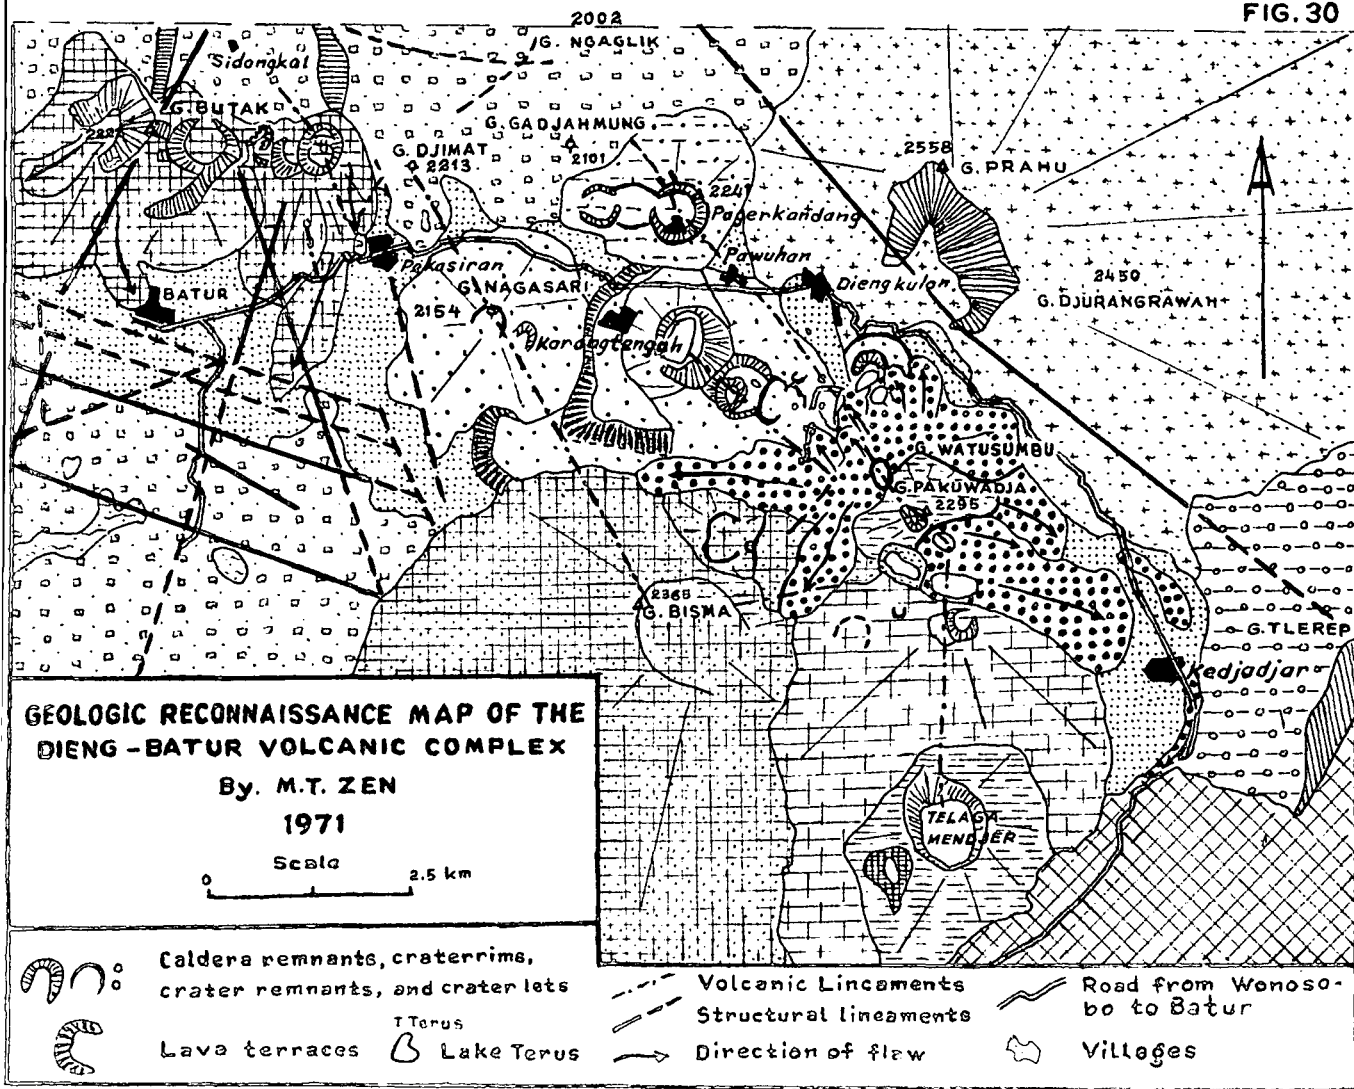 FIG. 30
2002
G. NGAGLIK
Sidongkal
G. BUTAK
G. GADJAHMUNG
2101
G. DJIMAT
2213
2558
G. PRAHU
2241
Pagerkandang
Pawuhan
Pakasiran
Diengkulon
2450
G. DJURANGRAWAH
BATUR
G. NAGASARI
2154
Karangtengah
G. WATUSUMBU
G. PAKUWADJA
2295
2365
G. BISMA
G. TLEREP
Kedjadjar
TELAGA
MENDJER
GEOLOGIC RECONNAISSANCE MAP OF THE
DIENG - BATUR VOLCANIC COMPLEX
By. M.T. ZEN
1971
Scale
0 2.5 km
Caldera remnants, craterrims,
crater remnants, and crater lets
Lava terraces
T Terus
Lake Terus
Volcanic Lineaments
Structural lineaments
Direction of flow
Road from Wonoso-
bo to Batur
Villages